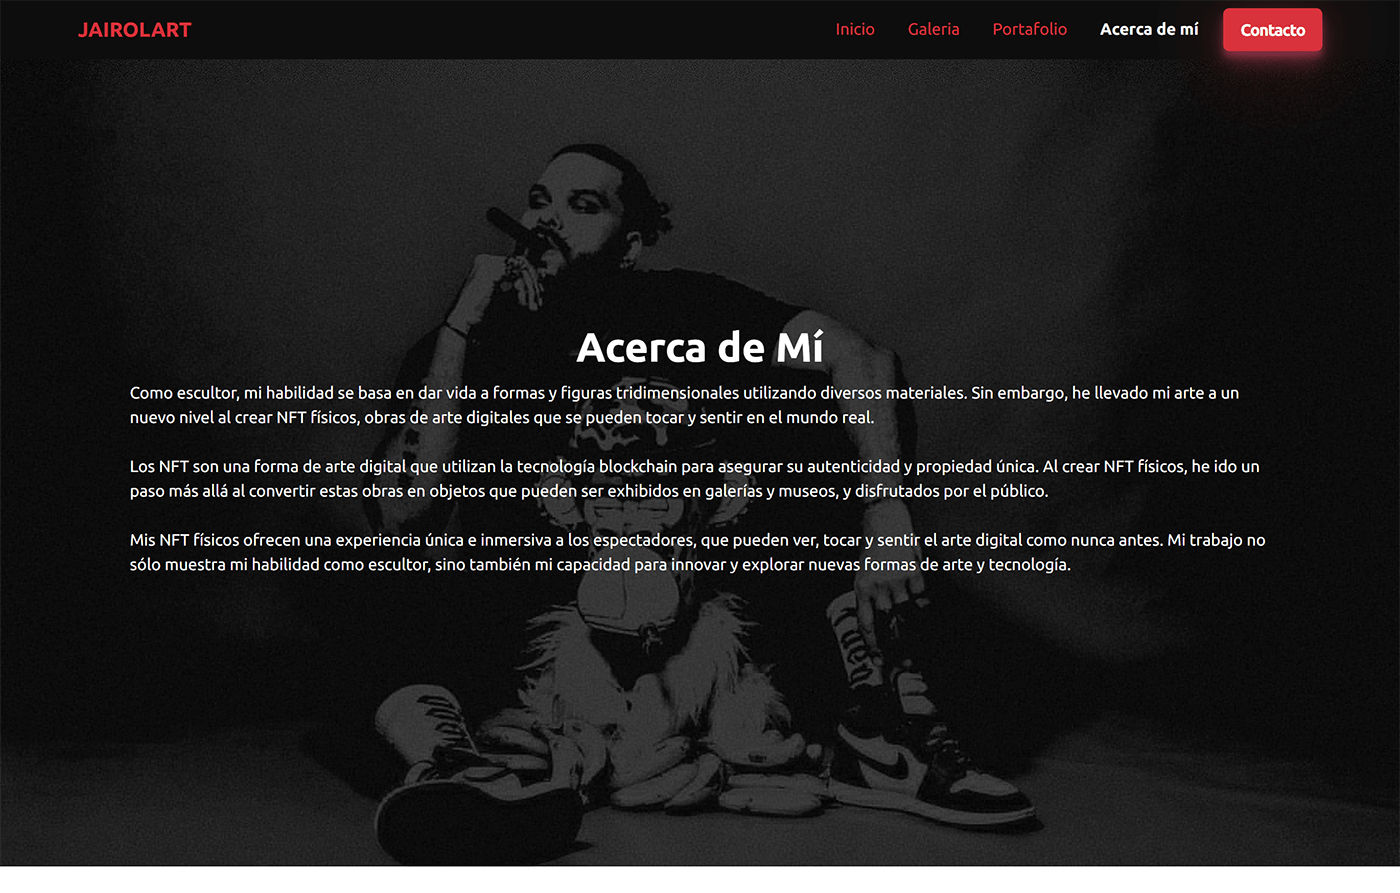 JAIROLART
Inicio
Galeria
Portafolio
Acerca de mí
Contacto
Acerca de Mí
Como escultor, mi habilidad se basa en dar vida a formas y figuras tridimensionales utilizando diversos materiales. Sin embargo, he llevado mi arte a un
nuevo nivel al crear NFT físicos, obras de arte digitales que se pueden tocar y sentir en el mundo real.
Los NFT son una forma de arte digital que utilizan la tecnología blockchain para asegurar su autenticidad y propiedad única. Al crear NFT físicos, he ido un
paso más allá al convertir estas obras en objetos que pueden ser exhibidos en galerías y museos, y disfrutados por el público.
Mis NFT físicos ofrecen una experiencia única e inmersiva a los espectadores, que pueden ver, tocar y sentir el arte digital como nunca antes. Mi trabajo no
sólo muestra mi habilidad como escultor, sino también mi capacidad para innovar y explorar nuevas formas de arte y tecnología.